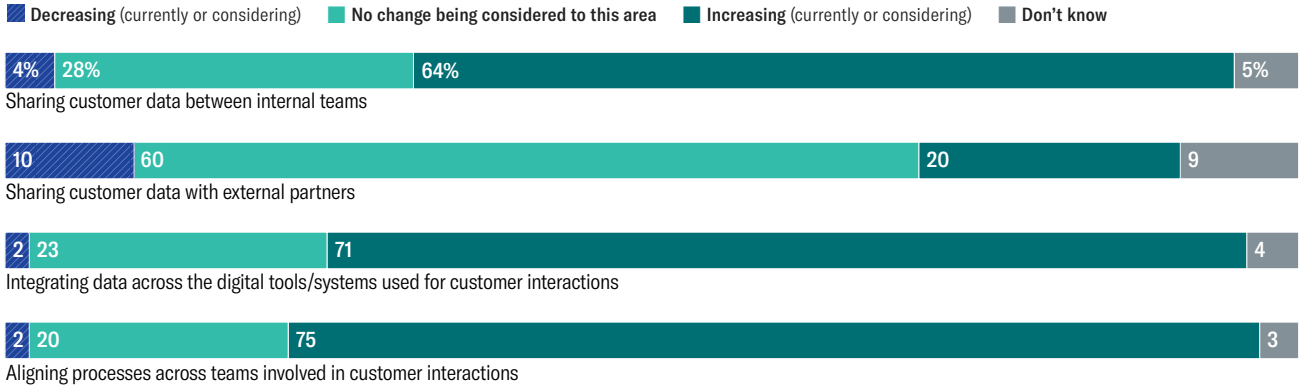 Decreasing (currently or considering) No change being considered to this area Increasing (currently or considering) Don't know
4% 28% 64% 5%
Sharing customer data between internal teams
10 60 20 9
Sharing customer data with external partners
2 23 71 4
Integrating data across the digital tools/systems used for customer interactions
2 20 75 3
Aligning processes across teams involved in customer interactions